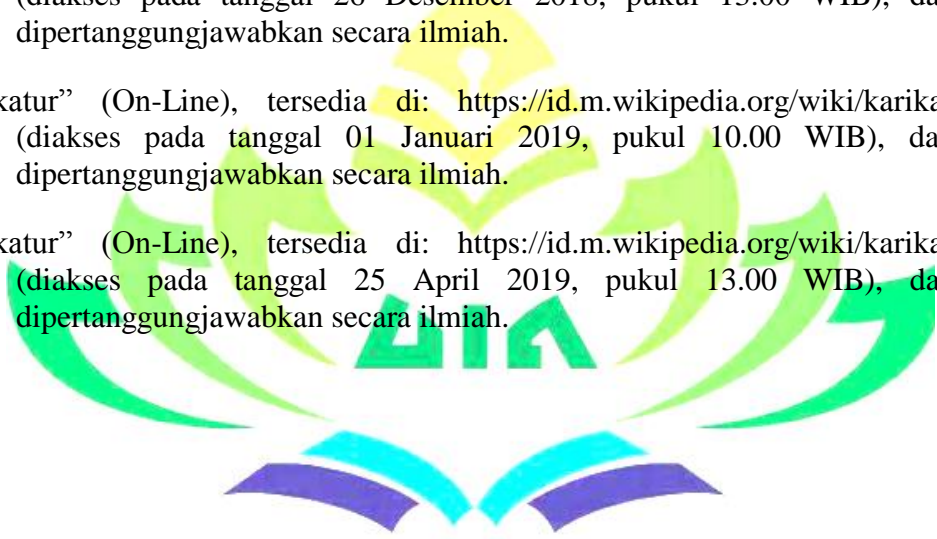 (diakses pada tanggal 26 Desember 2018, pukul 13.00 WIB), da
dipertanggungjawabkan secara ilmiah.
katur” (On-Line), tersedia di: https://id.m.wikipedia.org/wiki/karika
(diakses pada tanggal 01 Januari 2019, pukul 10.00 WIB), da
dipertanggungjawabkan secara ilmiah.
katur” (On-Line), tersedia di: https://id.m.wikipedia.org/wiki/karika
(diakses pada tanggal 25 April 2019, pukul 13.00 WIB), da
dipertanggungjawabkan secara ilmiah.